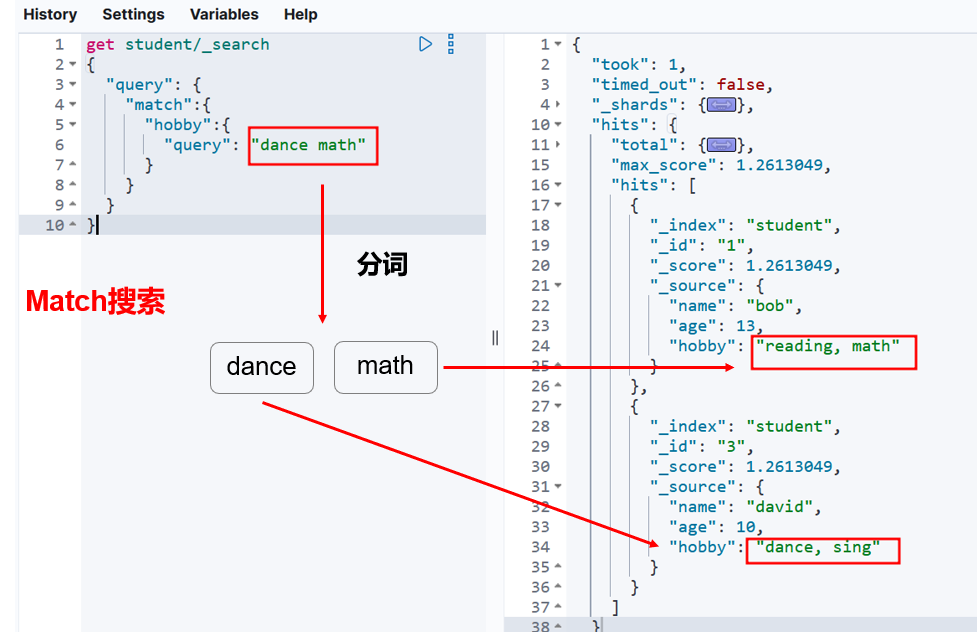 History Settings Variables Help
1 get student/_search
2 {
3 "query": {
4 "match":{
5 "hobby":{
6 "query": "dance math"
7 }
8 }
9 }
10 }
分词
Match搜索
dance math
1 {
2 "took": 1,
3 "timed_out": false,
4 "_shards": {},
10 "hits": {
11 "total": {},
15 "max_score": 1.2613049,
16 "hits": [
17 {
18 "_index": "student",
19 "_id": "1",
20 "_score": 1.2613049,
21 "_source": {
22 "name": "bob",
23 "age": 13,
24 "hobby": "reading, math"
25 }
26 },
27 {
28 "_index": "student",
29 "_id": "3",
30 "_score": 1.2613049,
31 "_source": {
32 "name": "david",
33 "age": 10,
34 "hobby": "dance, sing"
35 }
36 }
37 ]
38 }